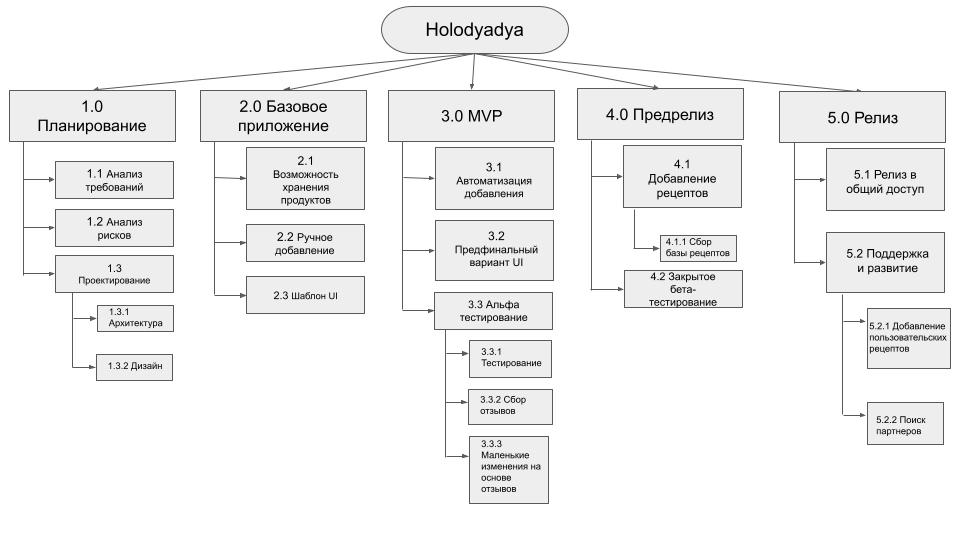 Holodyadya
1.0
Планирование
1.1 Анализ
требований
1.2 Анализ
рисков
1.3
Проектирование
1.3.1
Архитектура
1.3.2 Дизайн
2.0 Базовое
приложение
2.1
Возможность
хранения
продуктов
2.2 Ручное
добавление
2.3 Шаблон UI
3.0 MVP
3.1
Автоматизация
добавления
3.2
Предфинальный
вариант UI
3.3 Альфа
тестирование
3.3.1
Тестирование
3.3.2 Сбор
отзывов
3.3.3
Маленькие
изменения на
основе
отзывов
4.0 Предрелиз
4.1
Добавление
рецептов
4.1.1 Сбор
базы рецептов
4.2 Закрытое
бета-
тестирование
5.0 Релиз
5.1 Релиз в
общий доступ
5.2 Поддержка
и развитие
5.2.1 Добавление
пользовательских
рецептов
5.2.2 Поиск
партнеров